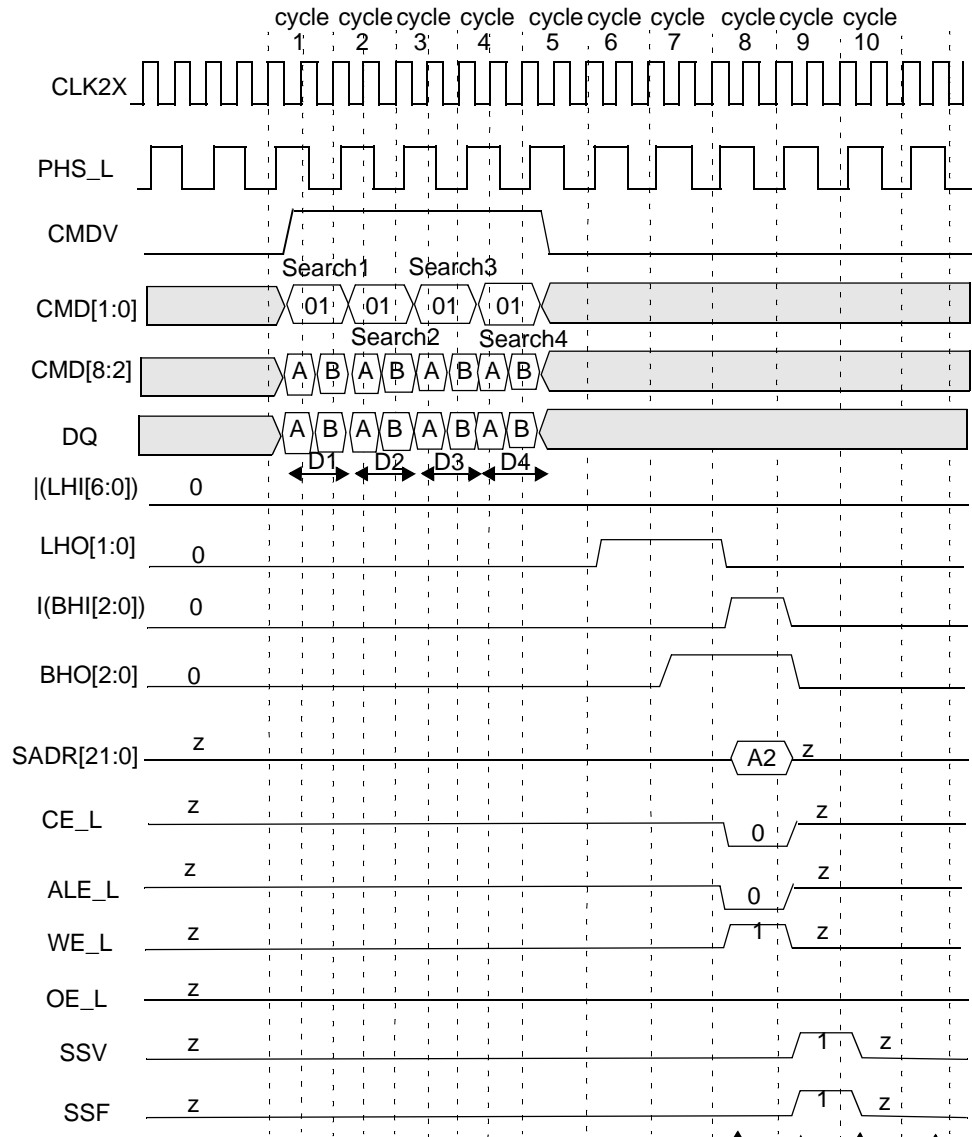 cycle cycle cycle cycle cycle cycle cycle cycle cycle cycle
1 2 3 4 5 6 7 8 9 10
CLK2X
PHS_L
CMDV
Search1 Search3
CMD[1:0] 01 01 01 01
Search2 Search4
CMD[8:2] A B A B A B A B
DQ A B A B A B A B
D1 D2 D3 D4
|(LHI[6:0]) 0
LHO[1:0] 0
I(BHI[2:0]) 0
BHO[2:0] 0
SADR[21:0] z A2 z
CE_L z 0 z
ALE_L z 0 z
WE_L z 1 z
OE_L z
SSV z 1 z
SSF z 1 z